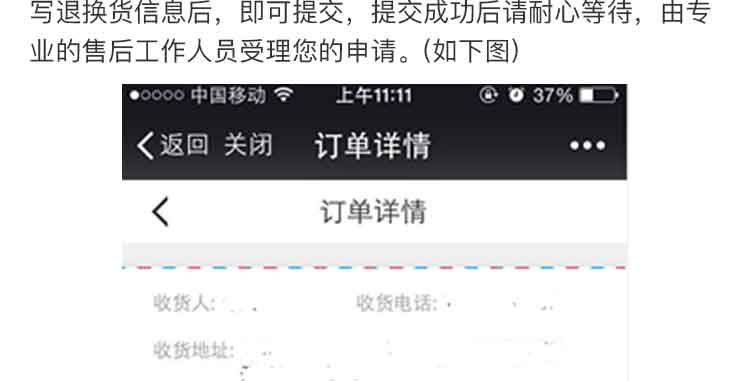 写退换货信息后，即可提交，提交成功后请耐心等待，由专
业的售后工作人员受理您的申请。（如下图）
中国移动 上午11:11 37%
返回 关闭 订单详情
订单详情
收货人: 收货电话:
收货地址: